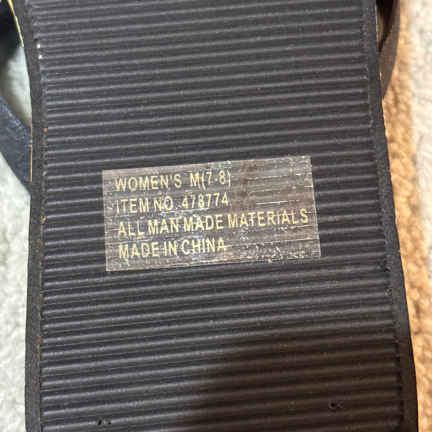 WOMEN'S M(7-8)
ITEM NO. 478774
ALL MAN MADE MATERIALS
MADE IN CHINA